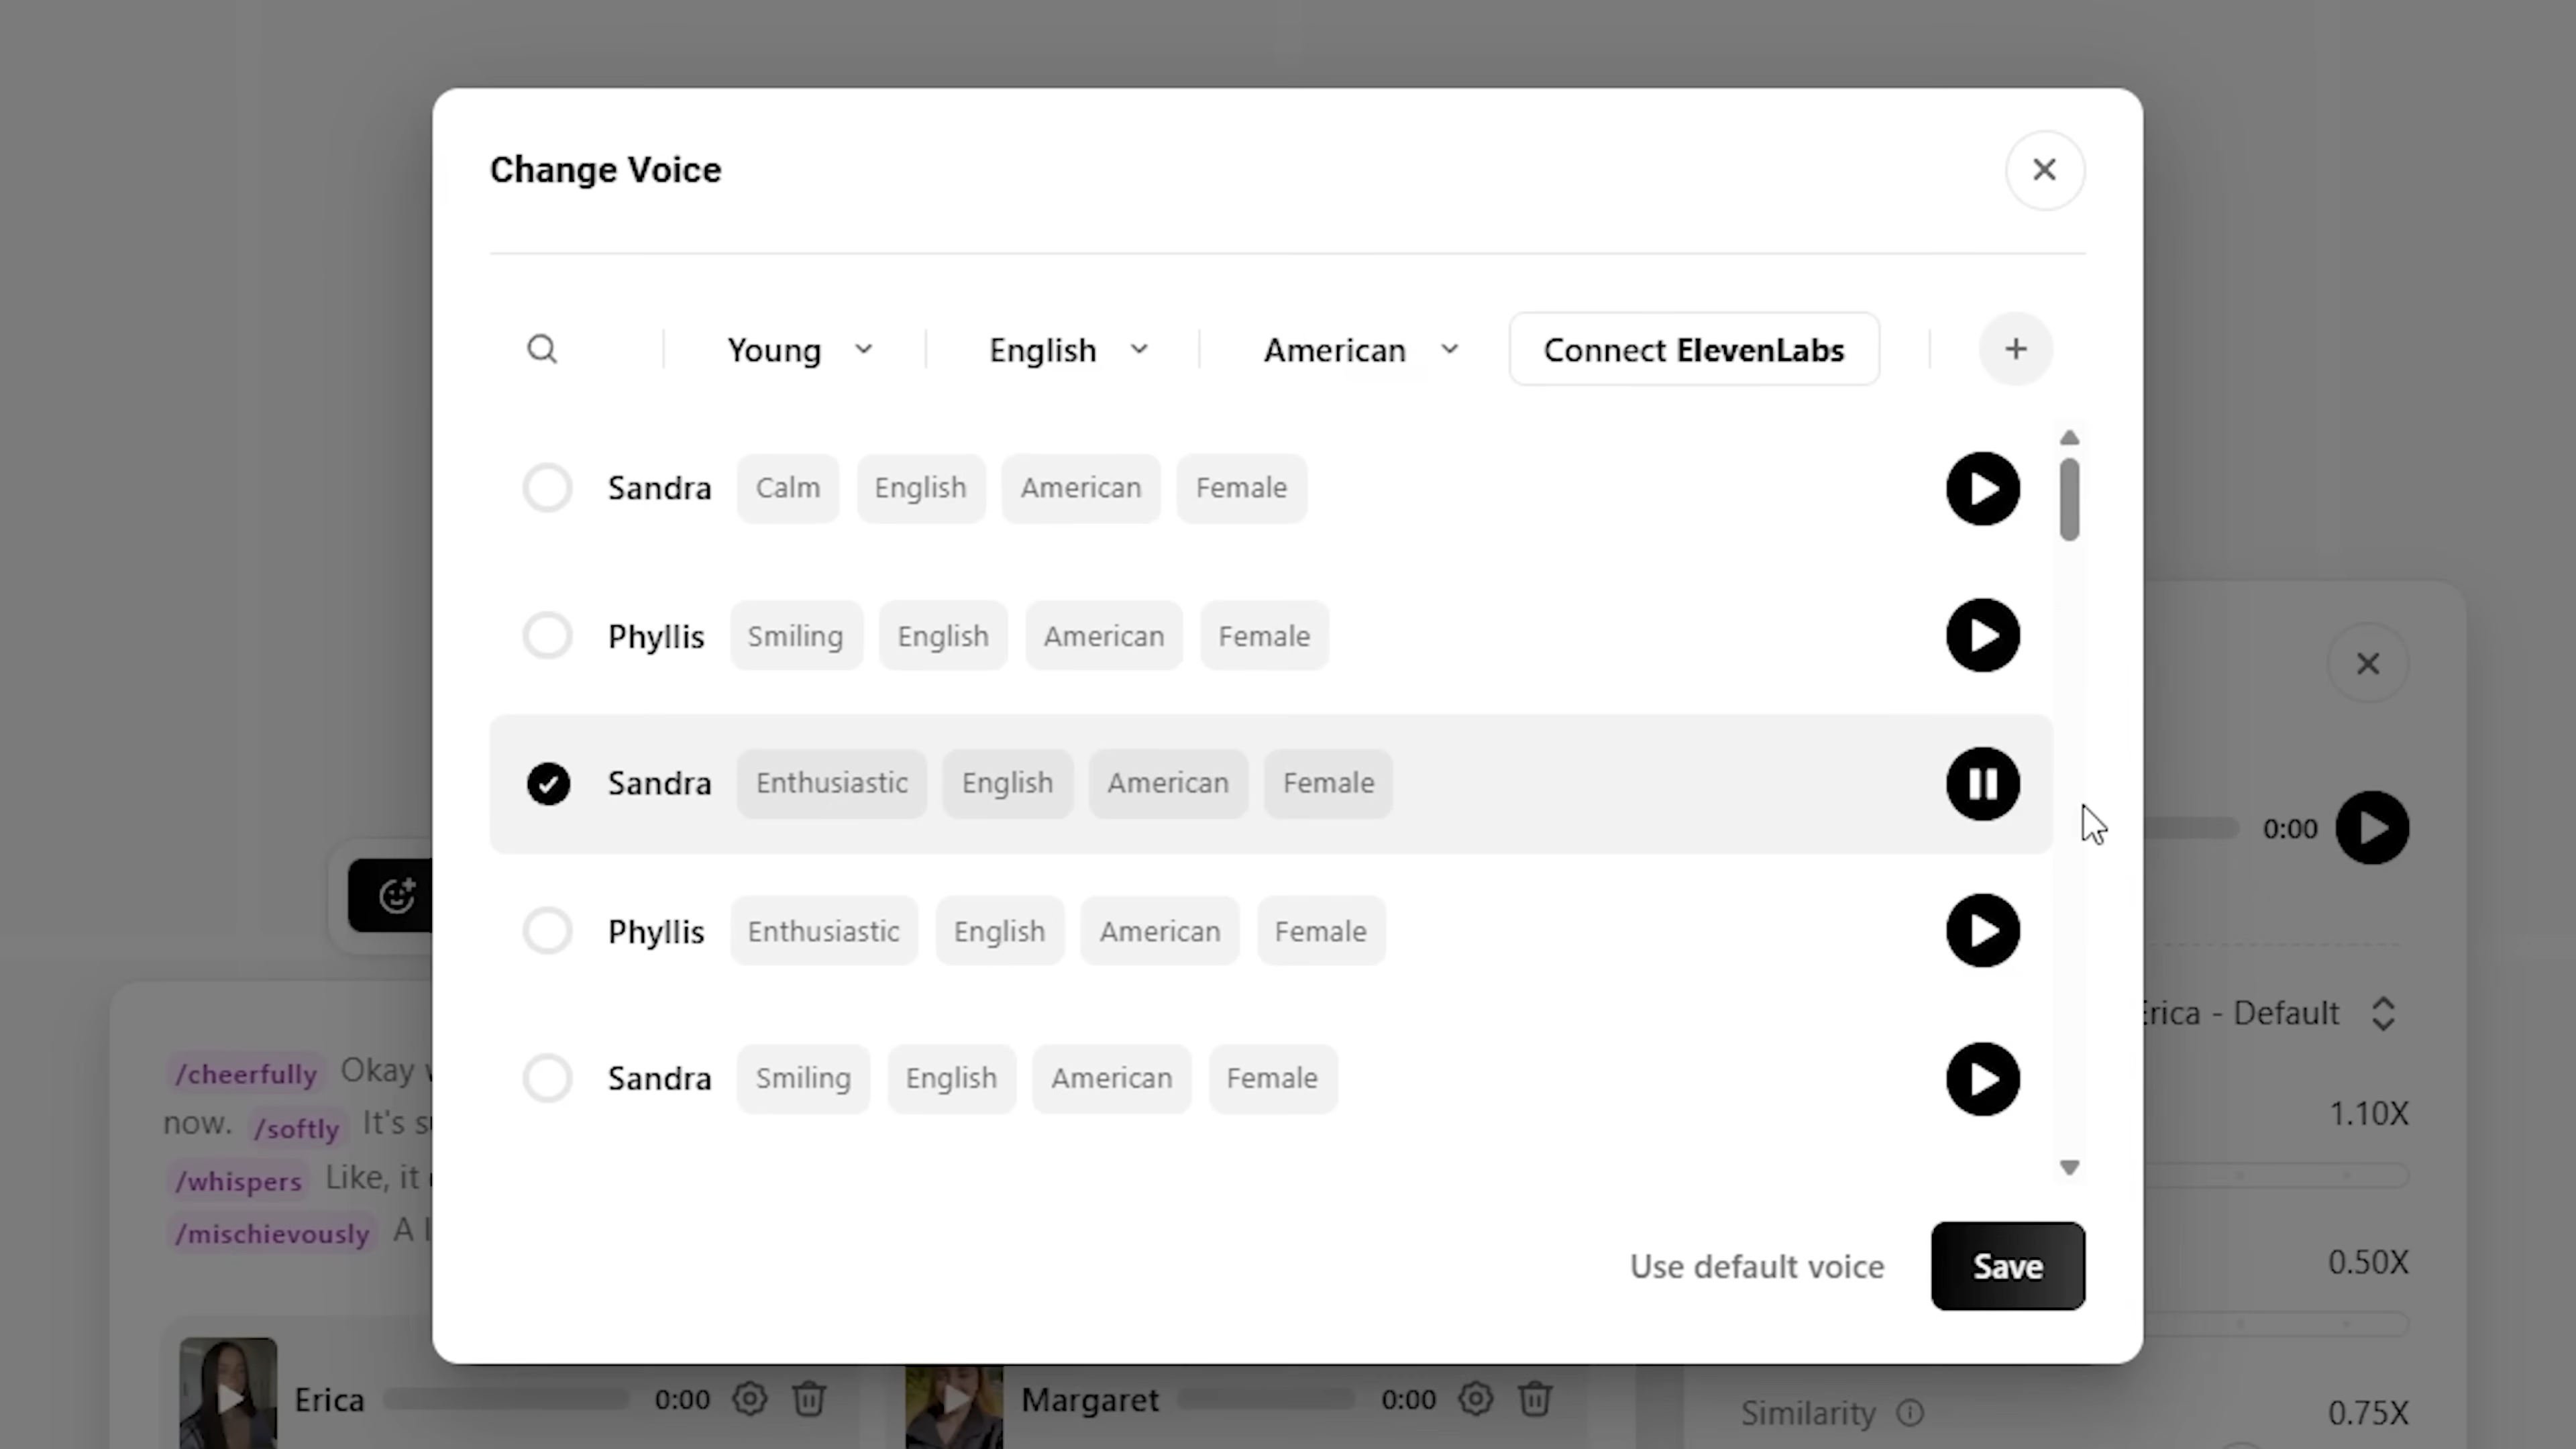 Change Voice
Young English American Connect ElevenLabs
Sandra Calm English American Female
Phyllis Smiling English American Female
Sandra Enthusiastic English American Female
0:00
Phyllis Enthusiastic English American Female
rica - Default
Sandra Smiling English American Female
/cheerfully Okay
1.10X
now. /softly It's
/whispers Like, it
/mischievously A
Use default voice Save
0.50X
Erica 0:00 Margaret 0:00
Similarity 0.75X